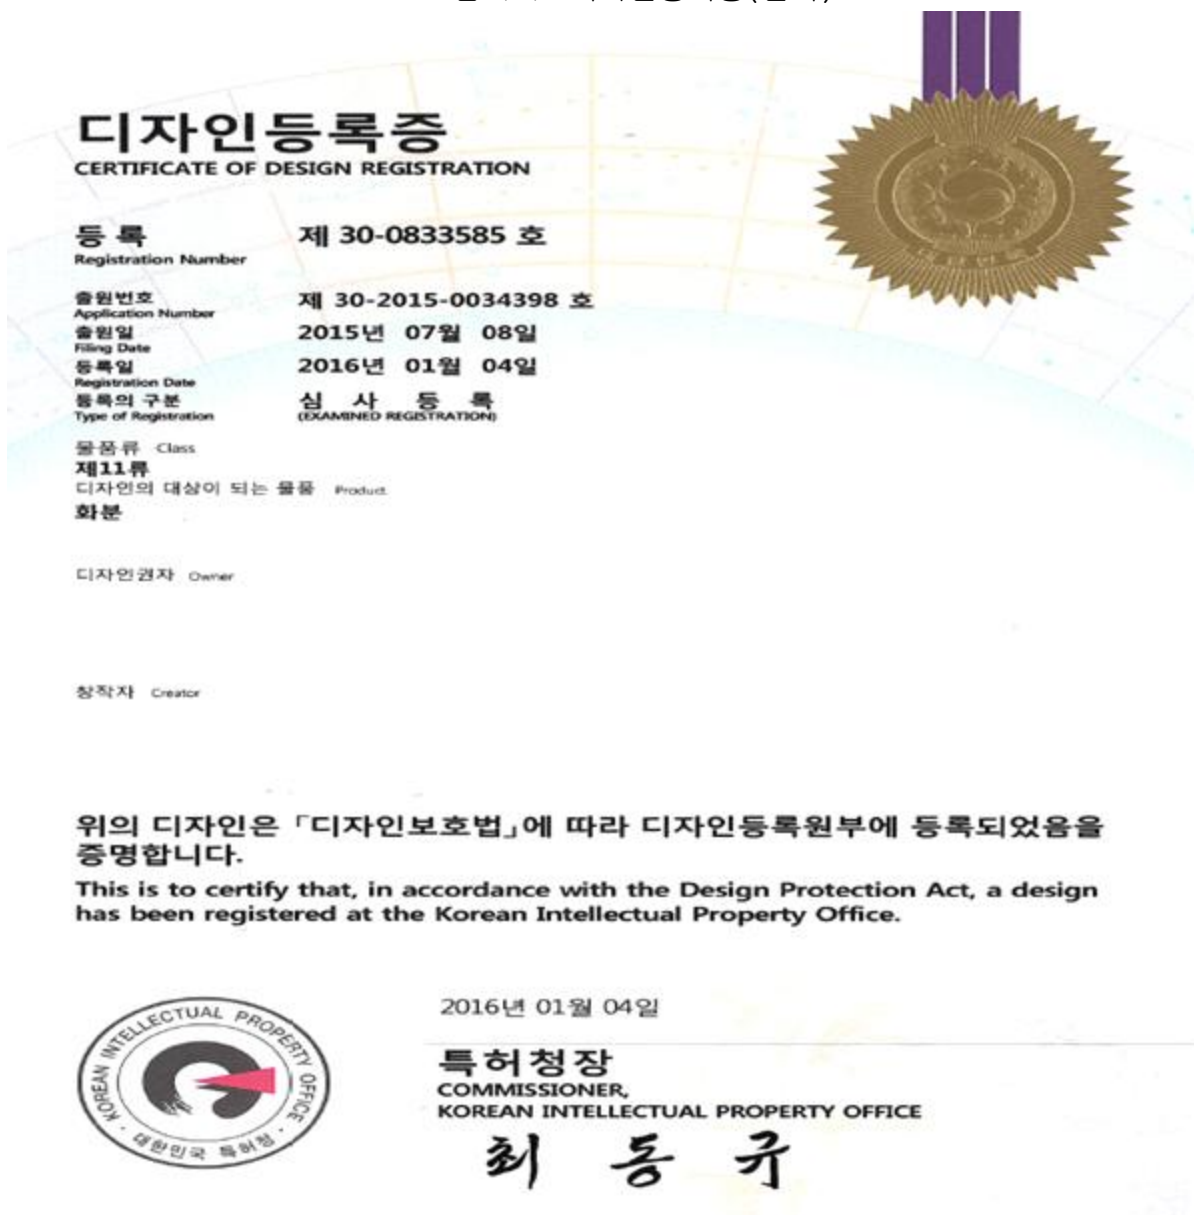 디자인등록증
CERTIFICATE OF DESIGN REGISTRATION
등 록 제 30-0833585 호
Registration Number
출원번호 제 30-2015-0034398 호
Application Number
출원일 2015년 07월 08일
Filing Date
등록일 2016년 01월 04일
Registration Date
등록의 구분 심 사 등 록
Type of Registration (EXAMINED REGISTRATION)
물품류 Class
제11류
디자인의 대상이 되는 물품 Product
화분
디자인권자 Owner
창작자 Creator
위의 디자인은 「디자인보호법」에 따라 디자인등록원부에 등록되었음을
증명합니다.
This is to certify that, in accordance with the Design Protection Act, a design
has been registered at the Korean Intellectual Property Office.
2016년 01월 04일
특허청장
COMMISSIONER,
KOREAN INTELLECTUAL PROPERTY OFFICE
최 동 규
KOREAN INTELLECTUAL PROPERTY OFFICE
대한민국 특허청